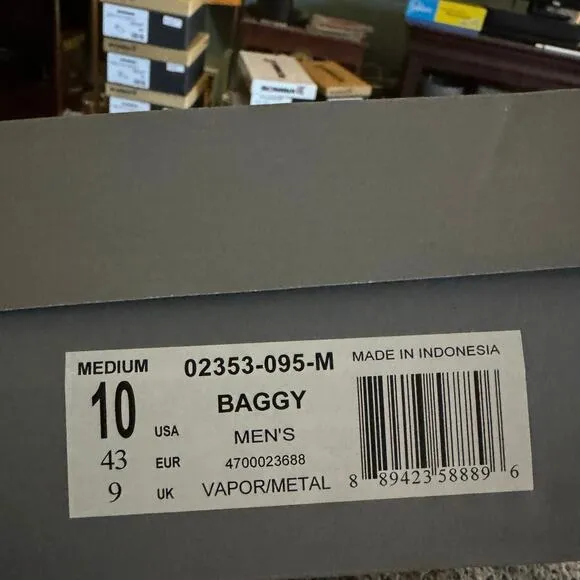 MEDIUM
10 USA
43 EUR
9 UK
02353-095-M
BAGGY
MEN'S
4700023688
VAPOR/METAL
MADE IN INDONESIA
8 89423 58889 6